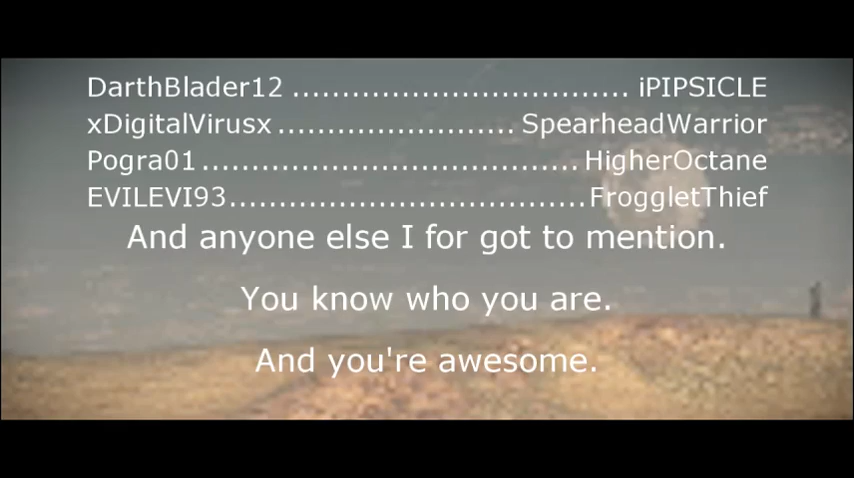 DarthBlader12 .................................. iPIPSICLE
xDigitalVirusx........................ SpearheadWarrior
Pogra01...................................... HigherOctane
EVILEVI93.................................... FroggletThief
And anyone else I for got to mention.
You know who you are.
And you're awesome.